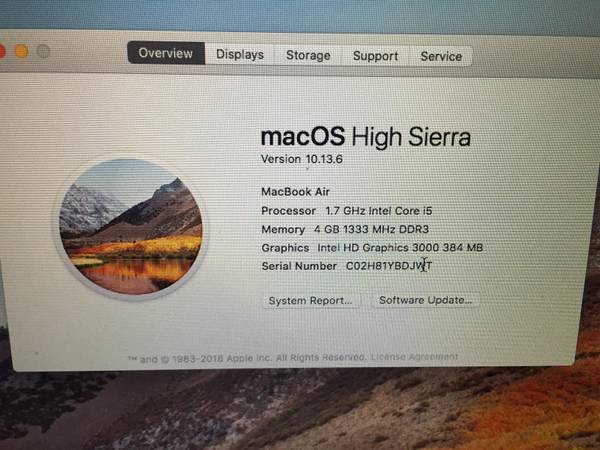 Overview Displays Storage Support Service
macOS High Sierra
Version 10.13.6
MacBook Air
Processor 1.7 GHz Intel Core i5
Memory 4 GB 1333 MHz DDR3
Graphics Intel HD Graphics 3000 384 MB
Serial Number C02H81YBDJWT
System Report... Software Update...
™ and © 1983-2018 Apple Inc. All Rights Reserved. License Agreement